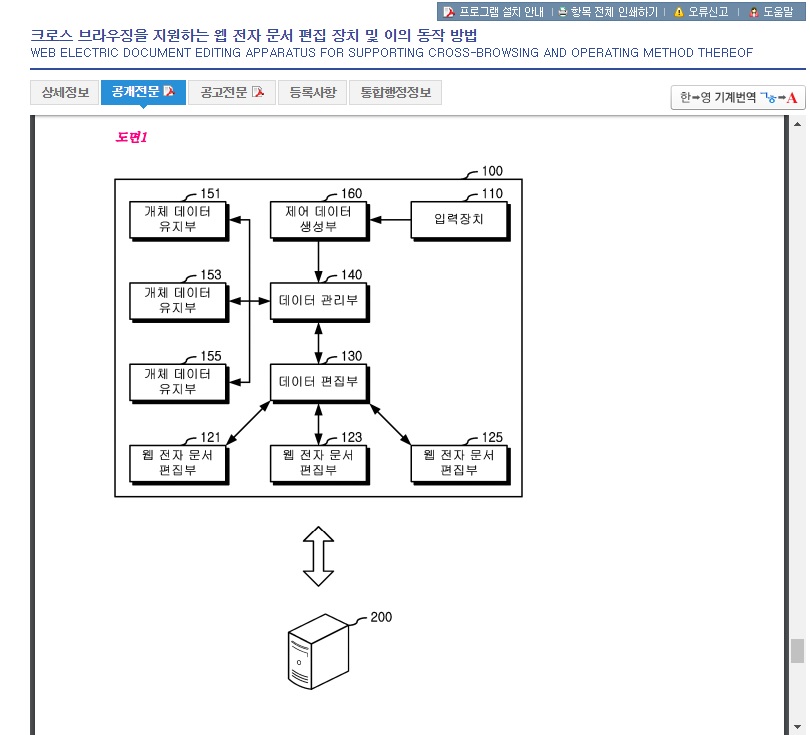 프로그램 설치 안내 | 항목 전체 인쇄하기 | 오류신고 | 도움말
크로스 브라우징을 지원하는 웹 전자 문서 편집 장치 및 이의 동작 방법
WEB ELECTRIC DOCUMENT EDITING APPARATUS FOR SUPPORTING CROSS-BROWSING AND OPERATING METHOD THEREOF
상세정보 공개전문 공고전문 등록사항 통합행정정보
한➡영 기계번역 ㄱㅎ➡A
도면1
100
151 160 110
개체 데이터
유지부
제어 데이터
생성부
입력장치
153 140
개체 데이터
유지부
데이터 관리부
155 130
개체 데이터
유지부
데이터 편집부
121 123 125
웹 전자 문서
편집부
웹 전자 문서
편집부
웹 전자 문서
편집부
200